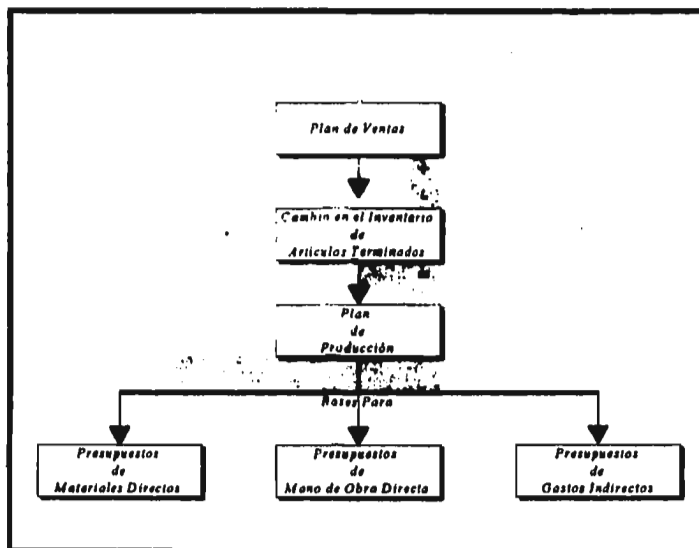 Plan de Ventas
Cambio en el Inventario
de
Artículos Terminados
Plan
de
Producción
Bases Para
Presupuestos
de
Materiales Directos
Presupuestos
de
Mano de Obra Directa
Presupuestos
de
Gastos Indirectos